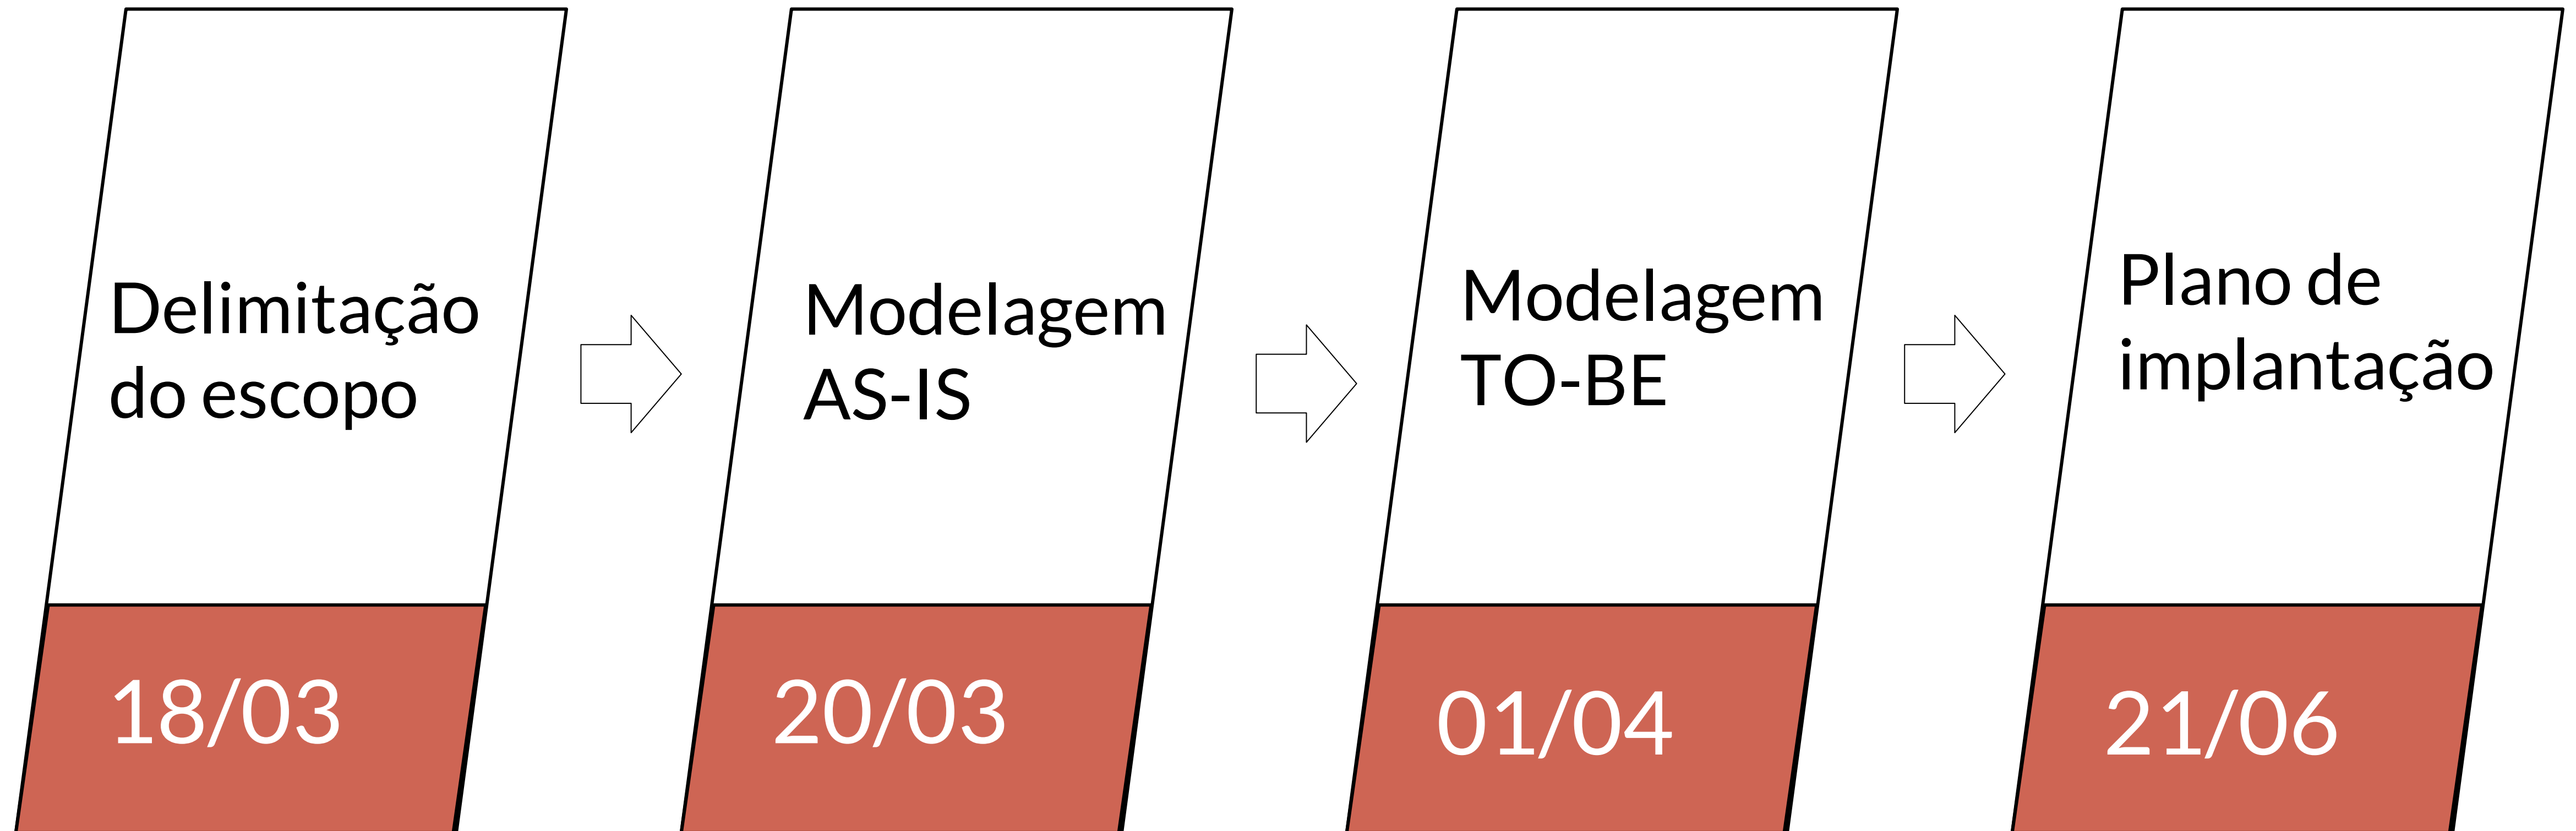 Delimitação
do escopo
18/03
Modelagem
AS-IS
20/03
Modelagem
TO-BE
01/04
Plano de
implantação
21/06